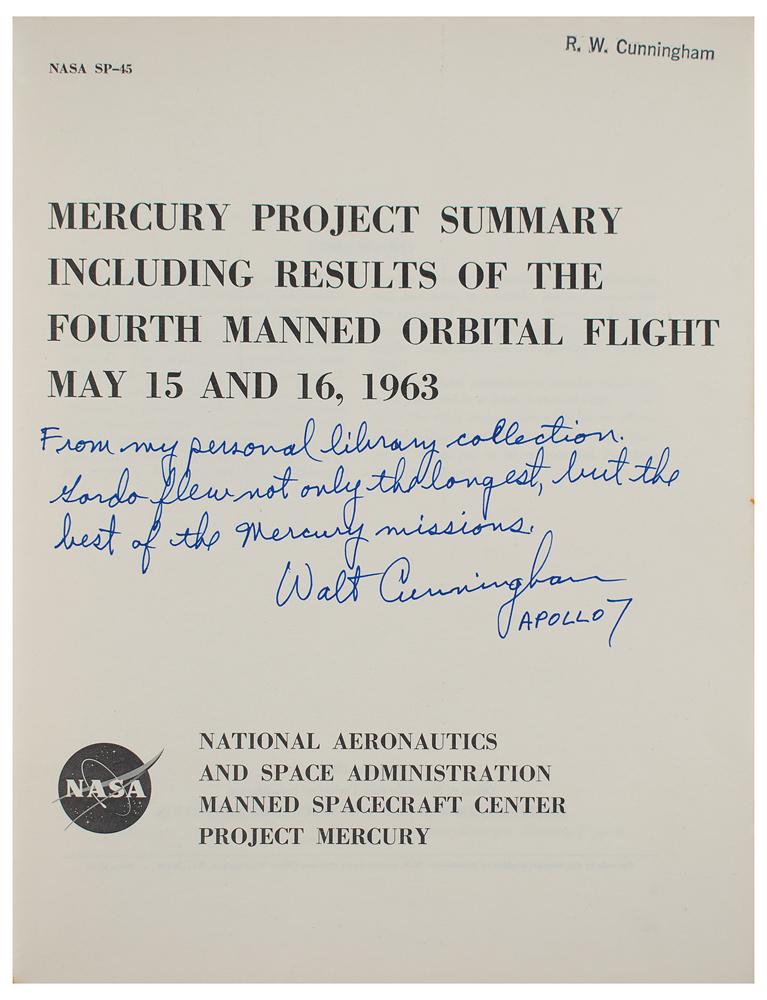 NASA SP-45
R. W. Cunningham
MERCURY PROJECT SUMMARY
INCLUDING RESULTS OF THE
FOURTH MANNED ORBITAL FLIGHT
MAY 15 AND 16, 1963
From my personal library collection.
Gordo flew not only the longest, but the
best of the Mercury missions.
Walt Cunningham
APOLLO 7
NASA
NATIONAL AERONAUTICS
AND SPACE ADMINISTRATION
MANNED SPACECRAFT CENTER
PROJECT MERCURY